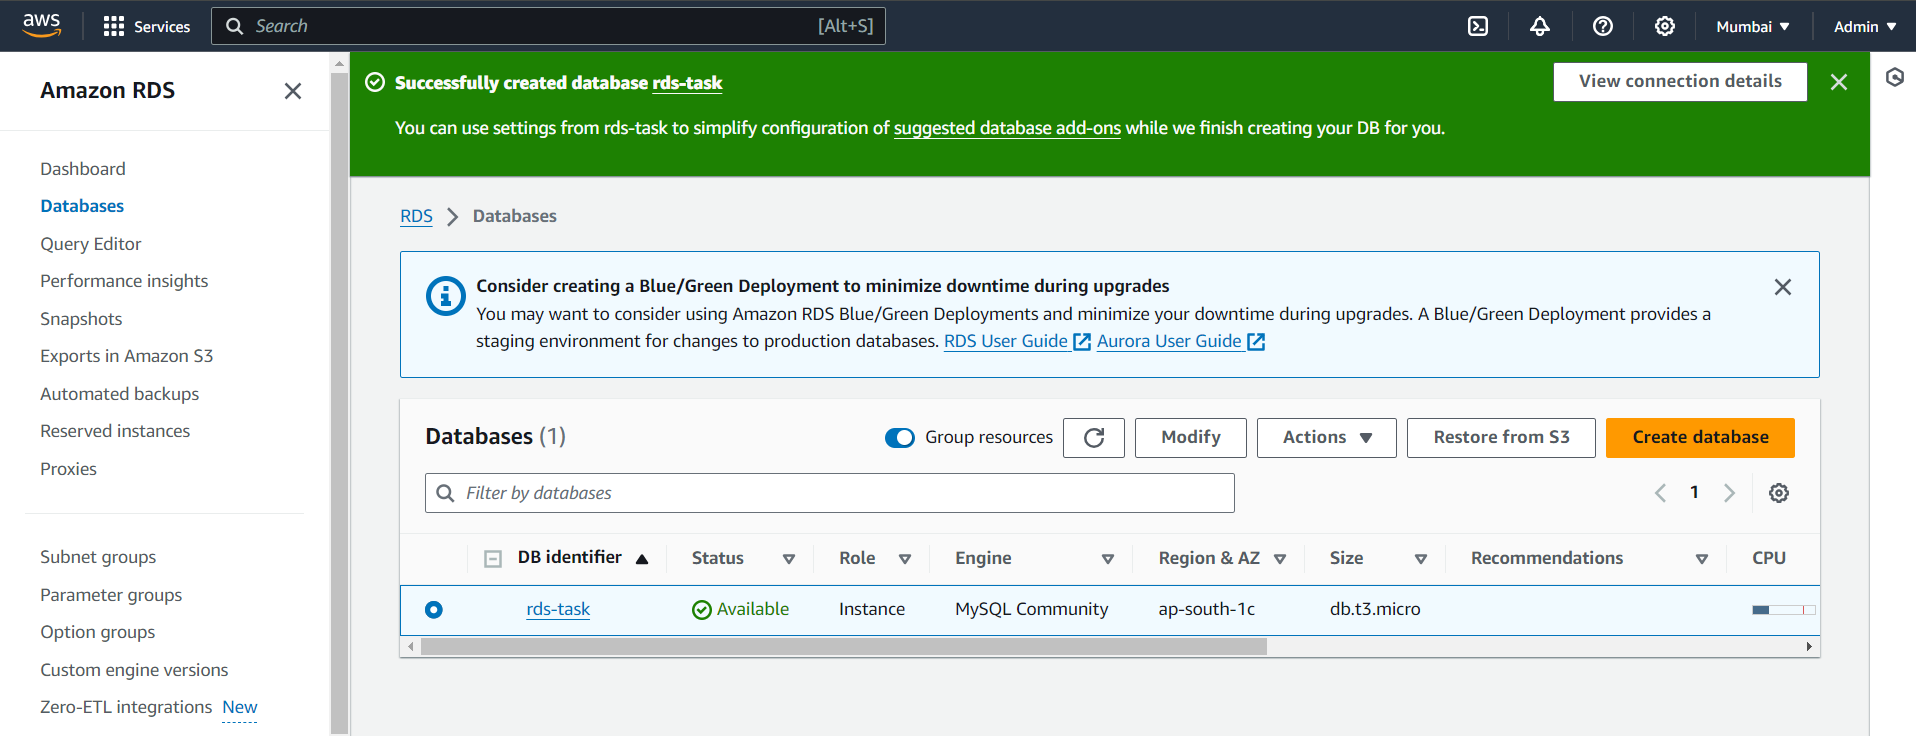 aws
Services
Search
[Alt+S]
Mumbai
Admin
Amazon RDS
Dashboard
Databases
Query Editor
Performance insights
Snapshots
Exports in Amazon S3
Automated backups
Reserved instances
Proxies
Subnet groups
Parameter groups
Option groups
Custom engine versions
Zero-ETL integrations New
Successfully created database rds-task
View connection details
You can use settings from rds-task to simplify configuration of suggested database add-ons while we finish creating your DB for you.
RDS Databases
Consider creating a Blue/Green Deployment to minimize downtime during upgrades
You may want to consider using Amazon RDS Blue/Green Deployments and minimize your downtime during upgrades. A Blue/Green Deployment provides a
staging environment for changes to production databases. RDS User Guide Aurora User Guide
Databases (1)
Group resources
Modify
Actions
Restore from S3
Create database
Filter by databases
1
DB identifier Status Role Engine Region & AZ Size Recommendations CPU
rds-task Available Instance MySQL Community ap-south-1c db.t3.micro